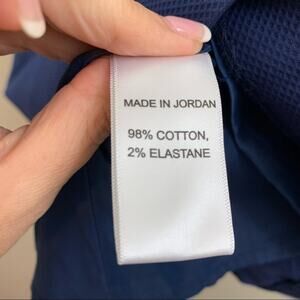 MADE IN JORDAN
98% COTTON,
2% ELASTANE